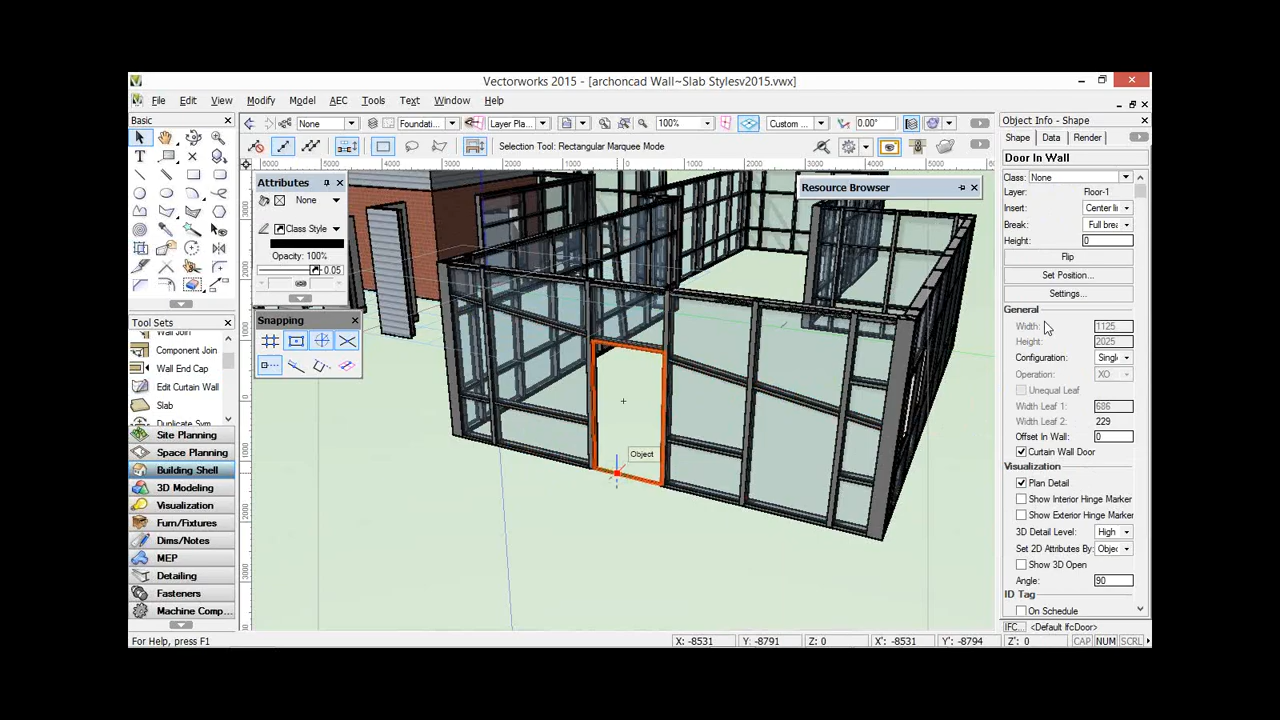 Vectorworks 2015 - [archoncad Wall~Slab Stylesv2015.vwx]
File Edit View Modify Model AEC Tools Text Window Help
Basic
None
Foundati...
Layer Pla...
100%
Custom ...
0.00°
Selection Tool: Rectangular Marquee Mode
Attributes
None
Class Style
Opacity: 100%
0.05
Snapping
Resource Browser
Object
Tool Sets
Wall Join
Component Join
Wall End Cap
Edit Curtain Wall
Slab
Duplicate Sym...
Site Planning
Space Planning
Building Shell
3D Modeling
Visualization
Furn/Fixtures
Dims/Notes
MEP
Detailing
Fasteners
Machine Comp...
Object Info - Shape
Shape Data Render
Door In Wall
Class: None
Layer: Floor-1
Insert: Center li
Break: Full brea
Height: 0
Flip
Set Position...
Settings...
General
Width: 1125
Height: 2025
Configuration: Singl
Operation: XO
Unequal Leaf
Width Leaf 1: 686
Width Leaf 2: 229
Offset In Wall: 0
Curtain Wall Door
Visualization
Plan Detail
Show Interior Hinge Marker
Show Exterior Hinge Marker
3D Detail Level: High
Set 2D Attributes By: Objec
Show 3D Open
Angle: 90
ID Tag
On Schedule
IFC... <Default IfcDoor>
For Help, press F1
X: -8531 Y: -8791 Z: 0 X': -8531 Y': -8794 Z': 0 CAP NUM SCRL